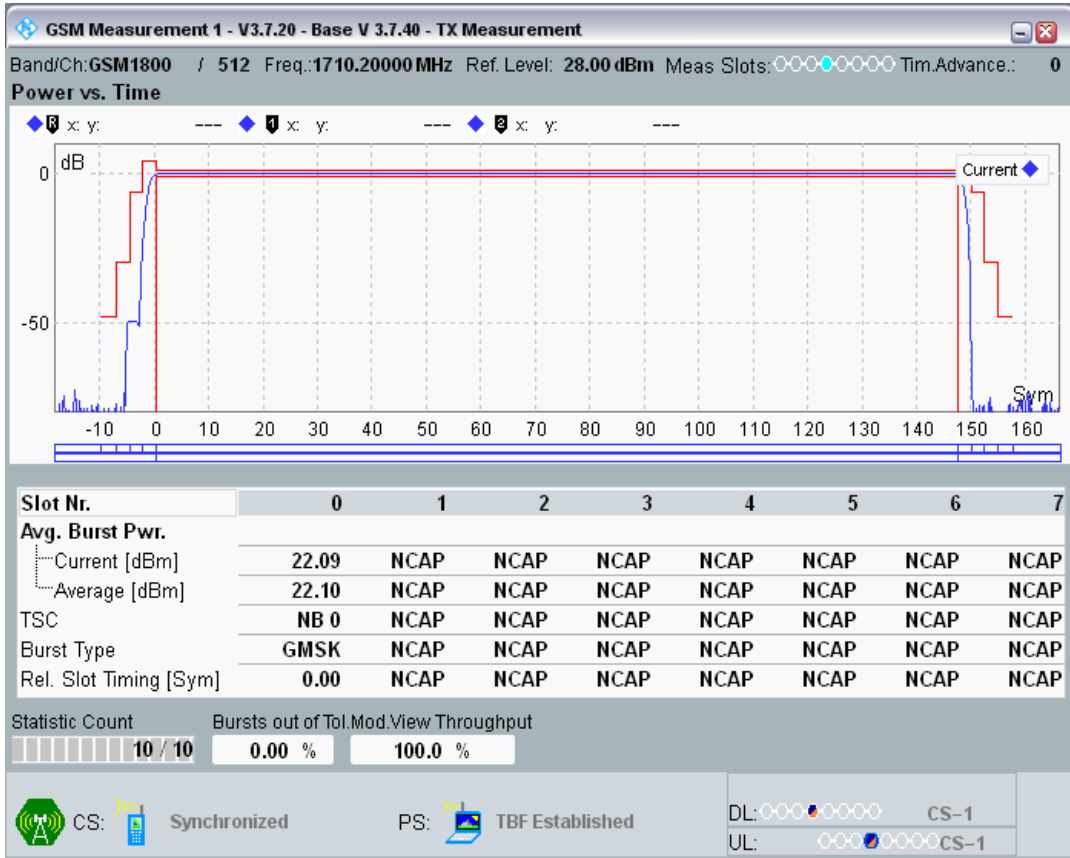 GSM Measurement 1 - V3.7.20 - Base V 3.7.40 - TX Measurement
Band/Ch:GSM1800 / 512 Freq.:1710.20000 MHz Ref. Level: 28.00 dBm Meas Slots: Tim.Advance.: 0
Power vs. Time
R x: y: --- 1 x: y: --- 2 x: y: ---
dB
Current
0
-50
Sym
-10 0 10 20 30 40 50 60 70 80 90 100 110 120 130 140 150 160
Slot Nr. 0 1 2 3 4 5 6 7
Avg. Burst Pwr.
Current [dBm] 22.09 NCAP NCAP NCAP NCAP NCAP NCAP NCAP
Average [dBm] 22.10 NCAP NCAP NCAP NCAP NCAP NCAP NCAP
TSC NB 0 NCAP NCAP NCAP NCAP NCAP NCAP NCAP
Burst Type GMSK NCAP NCAP NCAP NCAP NCAP NCAP NCAP
Rel. Slot Timing [Sym] 0.00 NCAP NCAP NCAP NCAP NCAP NCAP NCAP
Statistic Count Bursts out of Tol.Mod.View Throughput
10 / 10 0.00 % 100.0 %
CS: Synchronized PS: TBF Established DL: CS-1
UL: CS-1